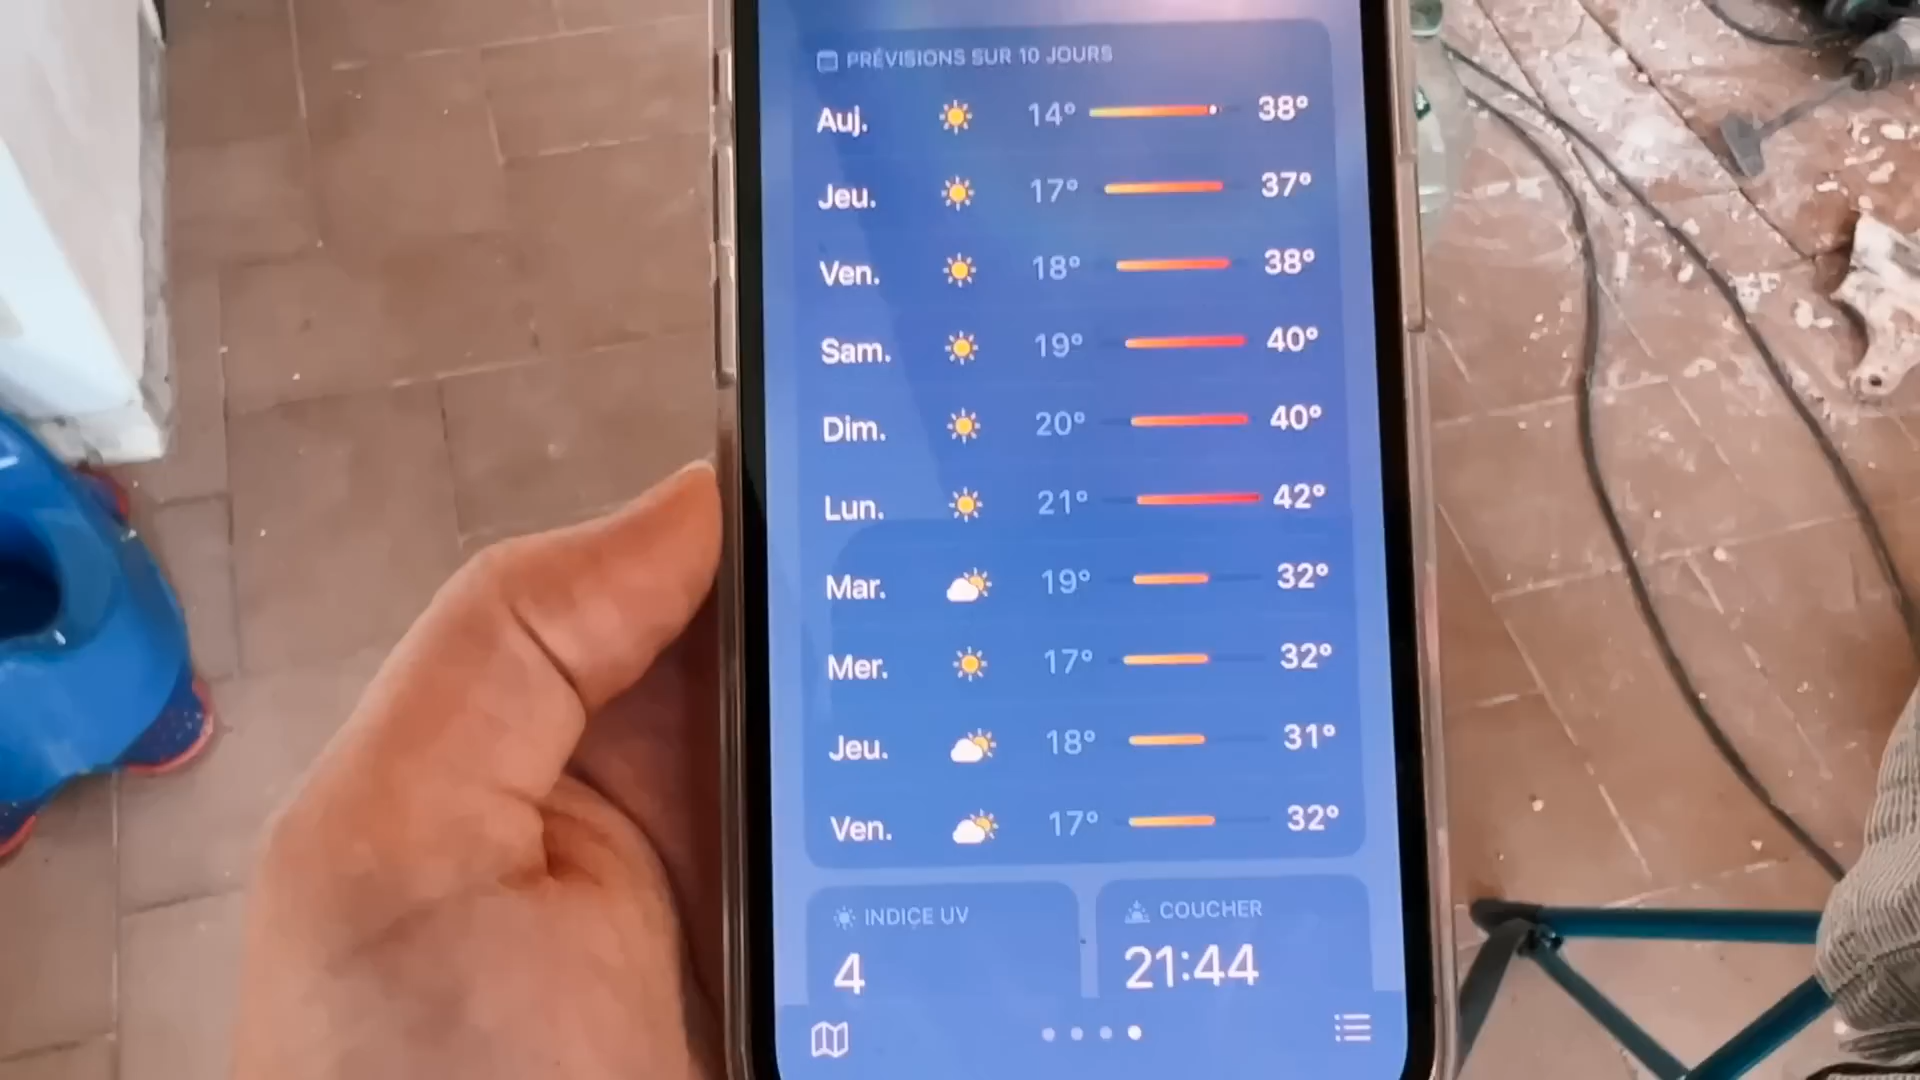 PRÉVISIONS SUR 10 JOURS
Auj. 14° 38°
Jeu. 17° 37°
Ven. 18° 38°
Sam. 19° 40°
Dim. 20° 40°
Lun. 21° 42°
Mar. 19° 32°
Mer. 17° 32°
Jeu. 18° 31°
Ven. 17° 32°
INDICE UV
4
COUCHER
21:44